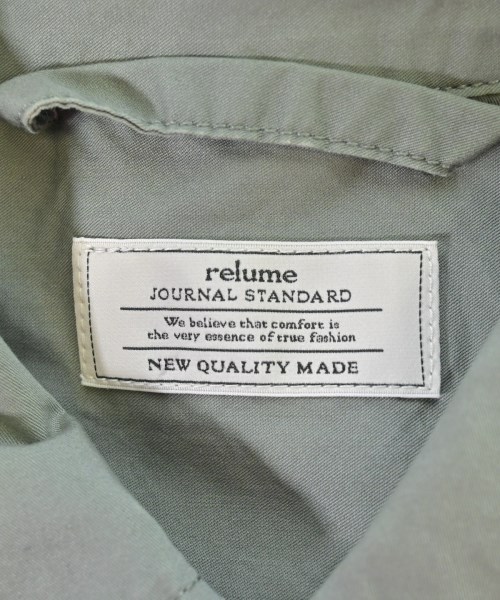 relume
JOURNAL STANDARD
We believe that comfort is
the very essence of true fashion
NEW QUALITY MADE